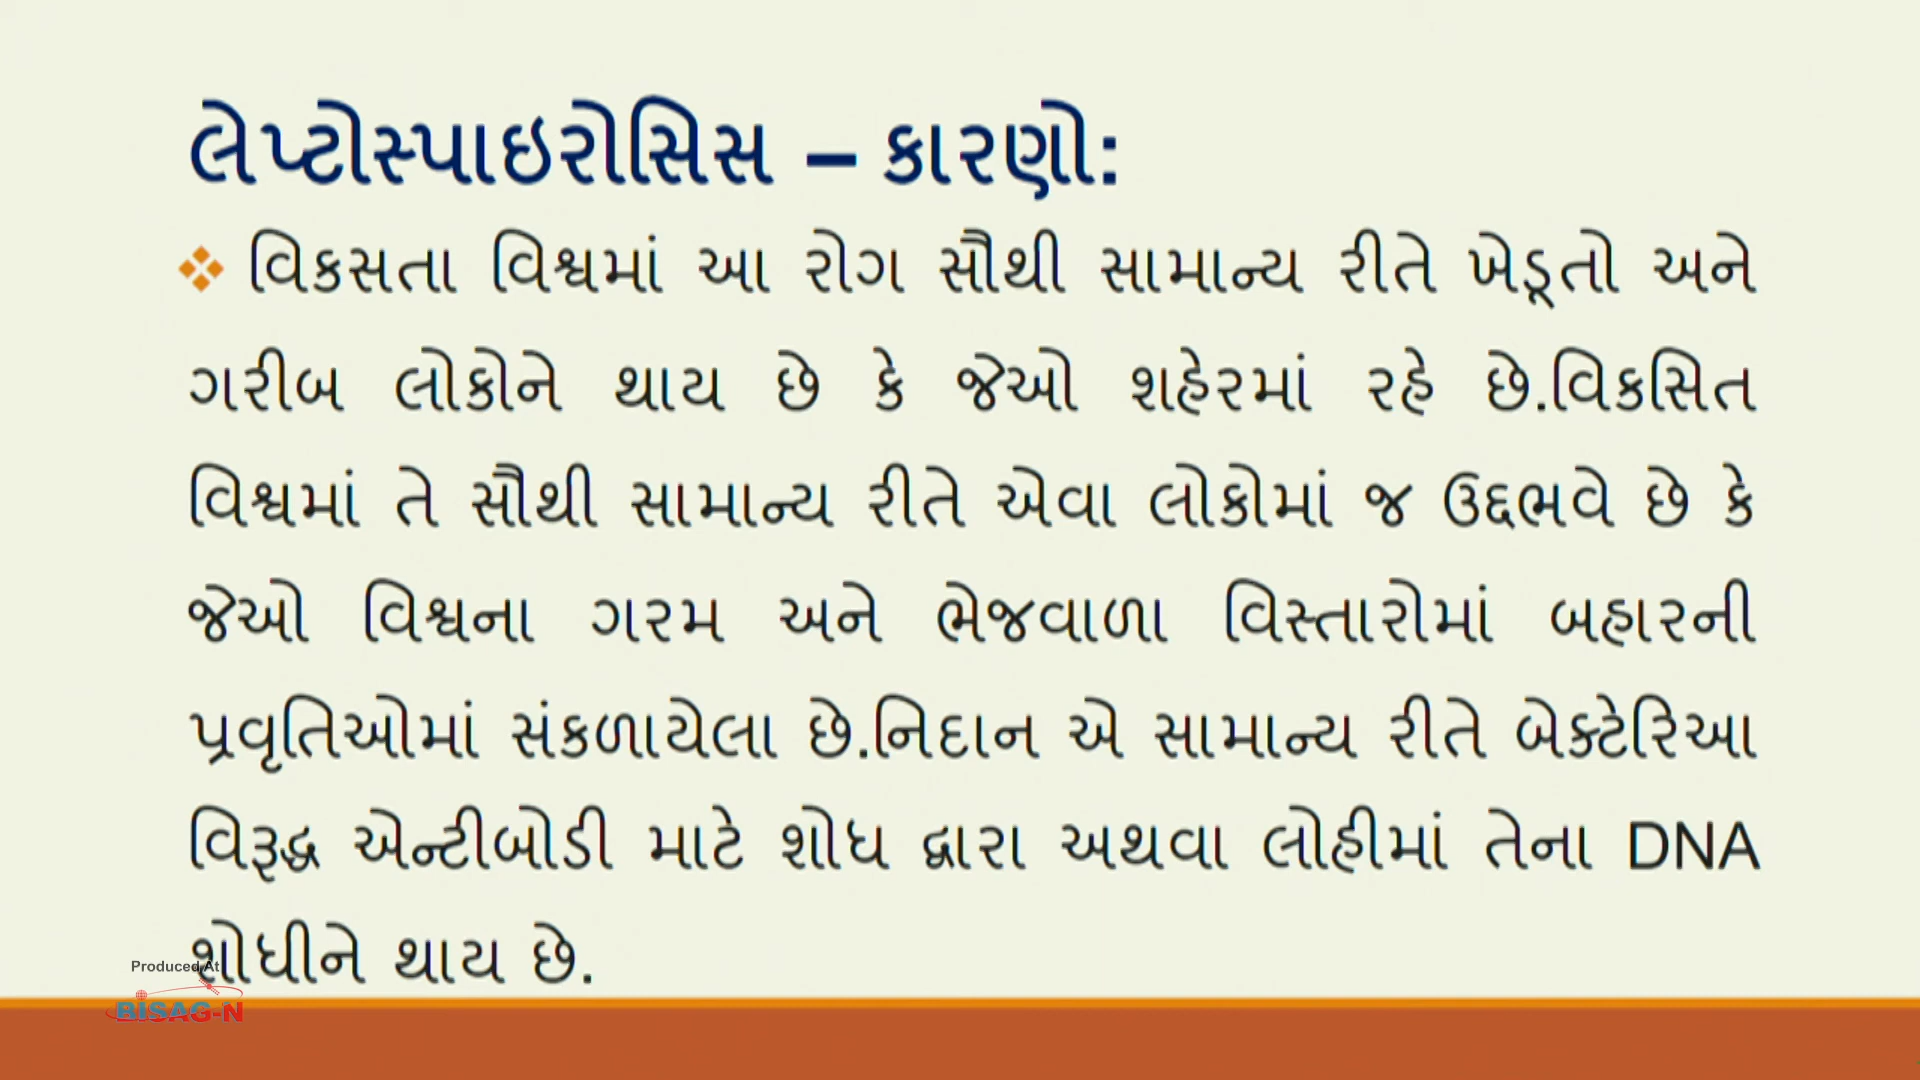 લેપ્ટોસ્પાઇરોસિસ – કારણો:
❖ વિકસતા વિશ્વમાં આ રોગ સૌથી સામાન્ય રીતે ખેડૂતો અને
ગરીબ લોકોને થાય છે કે જેઓ શહેરમાં રહે છે.વિકસિત
વિશ્વમાં તે સૌથી સામાન્ય રીતે એવા લોકોમાં જ ઉદ્દભવે છે કે
જેઓ વિશ્વના ગરમ અને ભેજવાળા વિસ્તારોમાં બહારની
પ્રવૃતિઓમાં સંકળાયેલા છે.નિદાન એ સામાન્ય રીતે બેક્ટેરિઆ
વિરૂદ્ધ એન્ટીબોડી માટે શોધ દ્વારા અથવા લોહીમાં તેના DNA
શોધીને થાય છે.
Produced At
BISAG-N